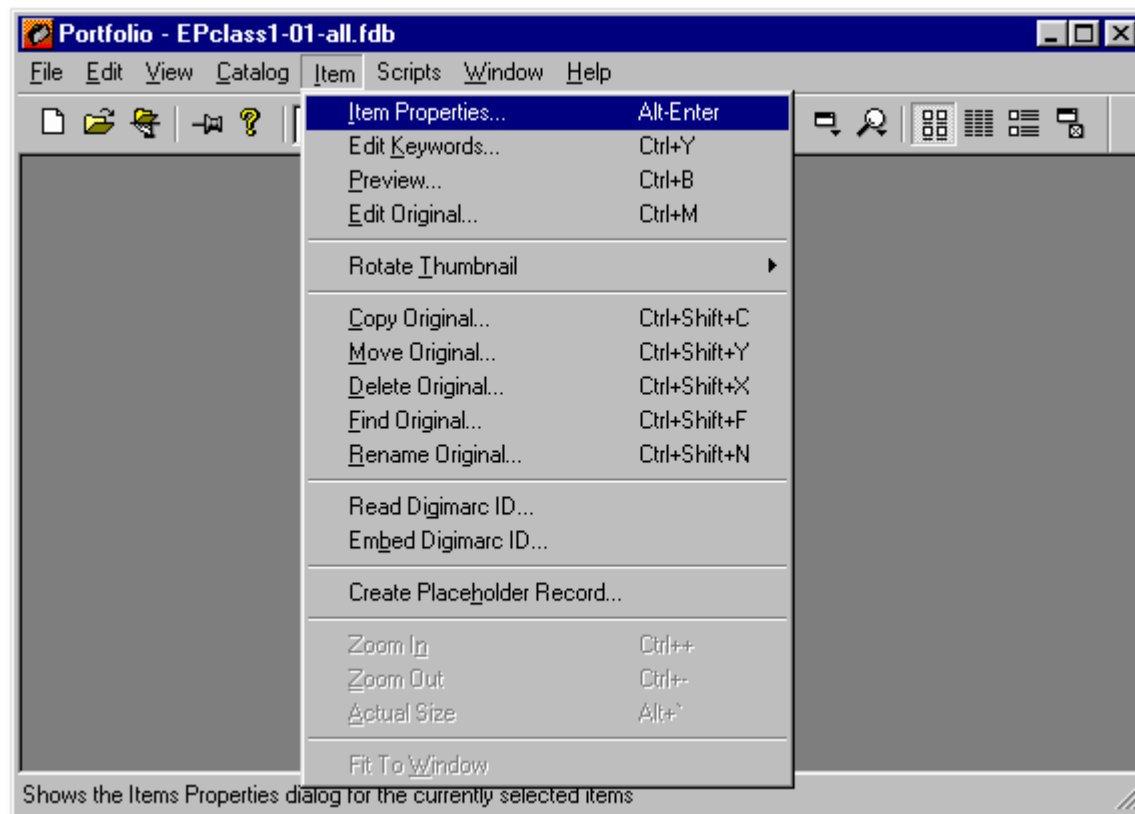 Portfolio - EPclass1-01-all.fdb
File Edit View Catalog Item Scripts Window Help
Item Properties... Alt-Enter
Edit Keywords... Ctrl+Y
Preview... Ctrl+B
Edit Original... Ctrl+M
Rotate Thumbnail
Copy Original... Ctrl+Shift+C
Move Original... Ctrl+Shift+Y
Delete Original... Ctrl+Shift+X
Find Original... Ctrl+Shift+F
Rename Original... Ctrl+Shift+N
Read Digimarc ID...
Embed Digimarc ID...
Create Placeholder Record...
Zoom In Ctrl++
Zoom Out Ctrl+-
Actual Size Alt+`
Fit To Window
Shows the Items Properties dialog for the currently selected items